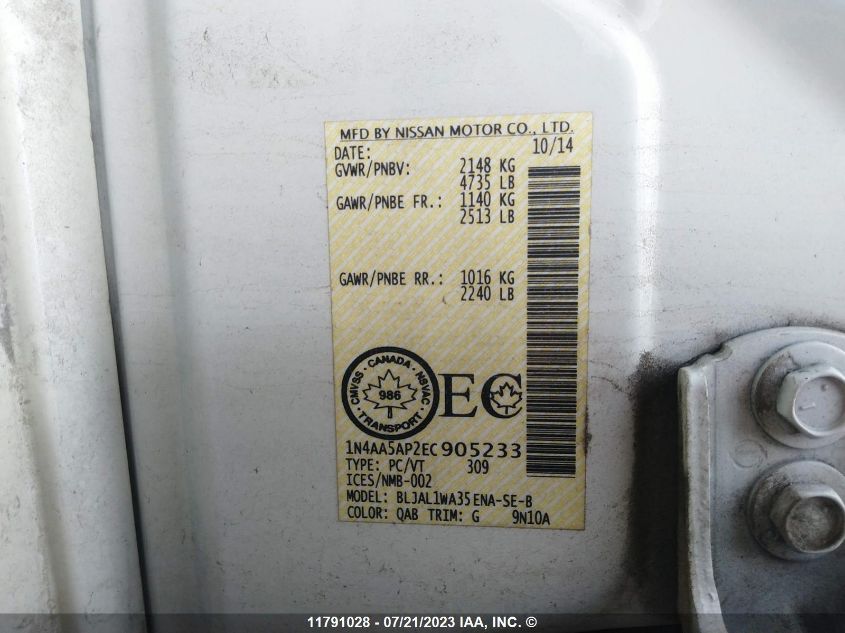 MFD BY NISSAN MOTOR CO., LTD.
DATE: 10/14
GVWR/PNBV: 2148 KG
4735 LB
GAWR/PNBE FR.: 1140 KG
2513 LB
GAWR/PNBE RR.: 1016 KG
2240 LB
CMVSS · CANADA · NSVAC · TRANSPORT ·
986
EC
1N4AA5AP2EC905233
TYPE: PC/VT 309
ICES/NMB-002
MODEL: BLJAL1WA35ENA-SE-B
COLOR: QAB TRIM: G 9N10A
11791028 - 07/21/2023 IAA, INC. ©